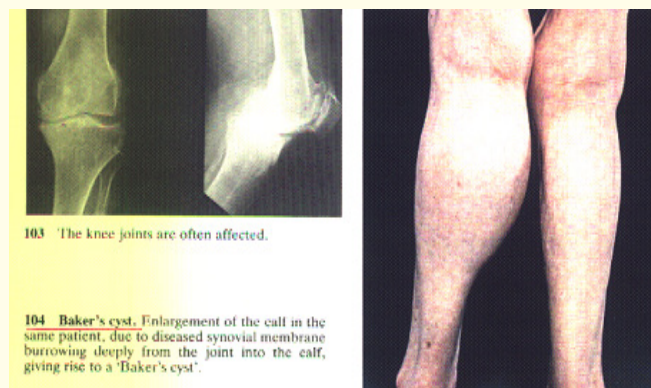 103 The knee joints are often affected.
104 Baker's cyst. Enlargement of the calf in the
same patient, due to diseased synovial membrane
burrowing deeply from the joint into the calf,
giving rise to a 'Baker's cyst'.